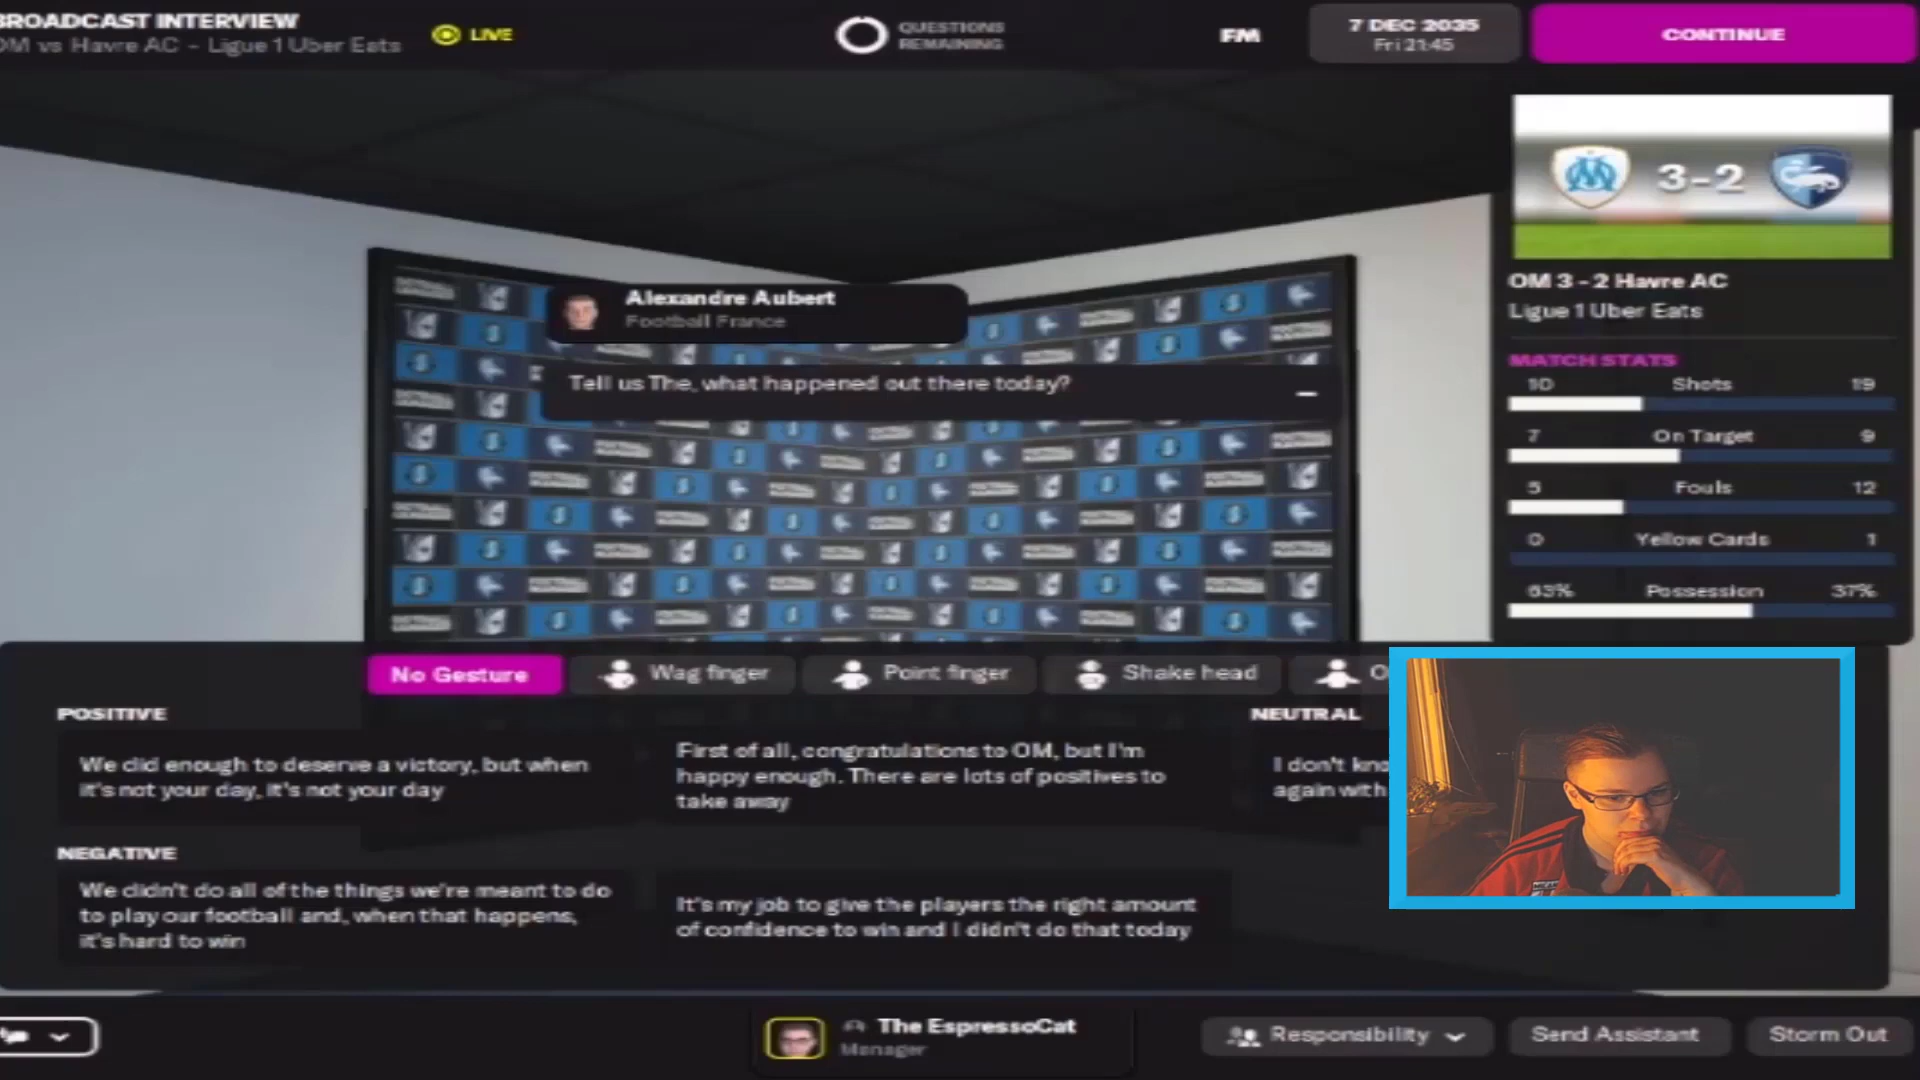 BROADCAST INTERVIEW
OM vs Havre AC - Ligue 1 Uber Eats
LIVE
QUESTIONS
REMAINING
FM
7 DEC 2035
Fri 21:45
CONTINUE
3-2
OM 3 - 2 Havre AC
Ligue 1 Uber Eats
MATCH STATS
10 Shots 19
7 On Target 9
5 Fouls 12
0 Yellow Cards 1
63% Possession 37%
Alexandre Aubert
Football France
Tell us The, what happened out there today?
No Gesture
Wag finger
Point finger
Shake head
POSITIVE
We did enough to deserve a victory, but when
it's not your day, it's not your day
First of all, congratulations to OM, but I'm
happy enough. There are lots of positives to
take away
NEUTRAL
I don't
again with
NEGATIVE
We didn't do all of the things we're meant to do
to play our football and, when that happens,
it's hard to win
It's my job to give the players the right amount
of confidence to win and I didn't do that today
The EspressoCat
Manager
Responsibility
Send Assistant
Storm Out